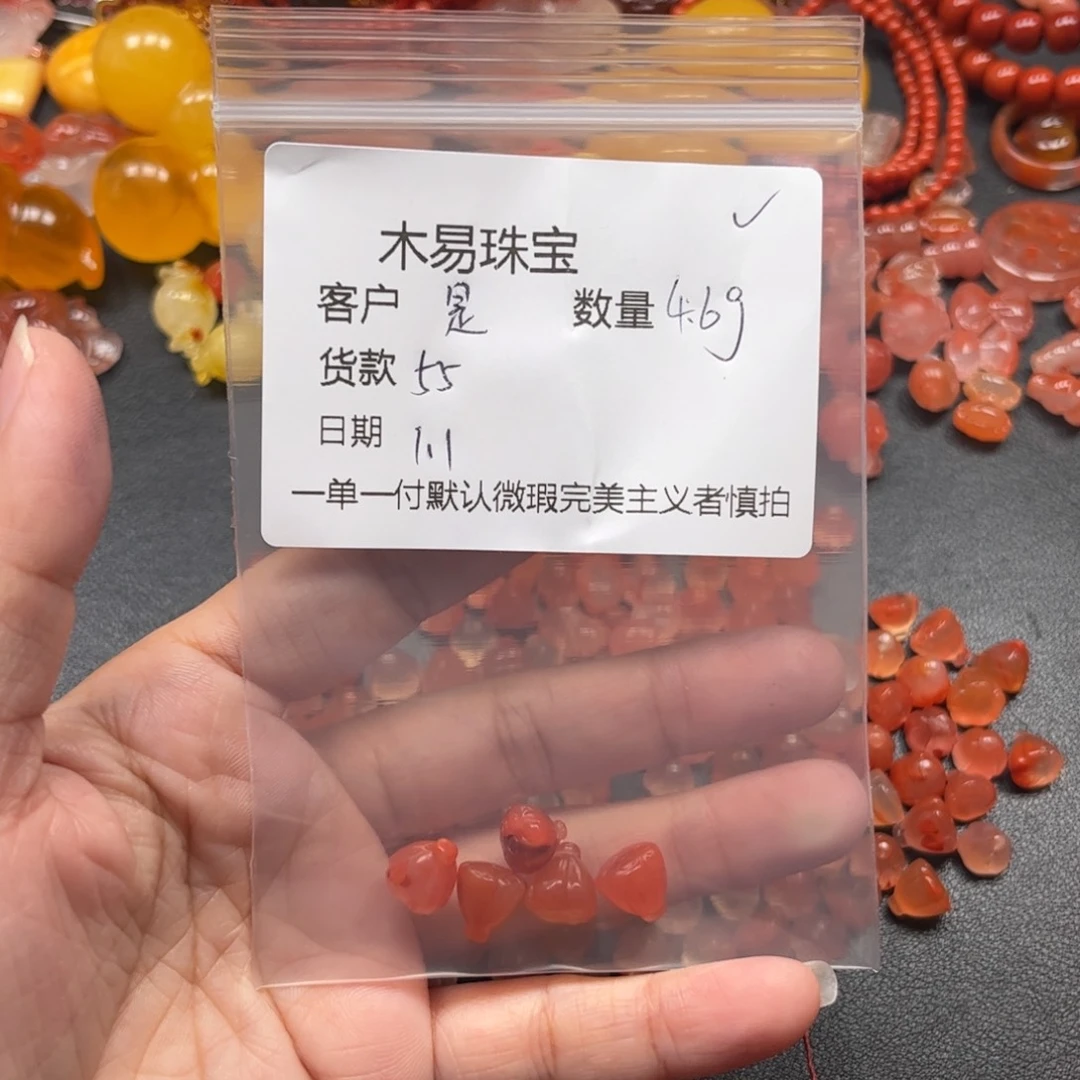 木易珠宝
客户 是 数量 4.6g
货款 55
日期 1.1
一单一付默认微瑕完美主义者慎拍